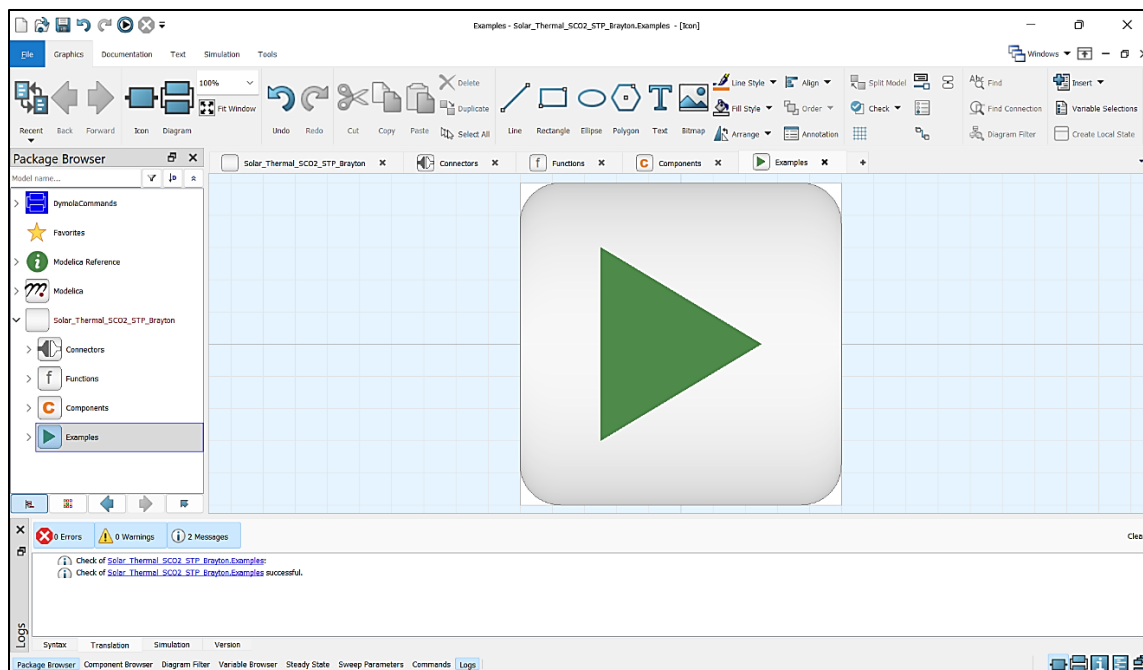 Examples - Solar_Thermal_SCO2_STP_Brayton.Examples - [Icon]
File Graphics Documentation Text Simulation Tools Windows
100%
Fit Window
Recent Back Forward Icon Diagram Undo Redo Cut Copy Paste
Delete
Duplicate
Select All
Line Rectangle Ellipse Polygon Text Bitmap
Line Style Align
Fill Style Order
Arrange Annotation
Split Model
Check
Abc Find
Find Connection
Diagram Filter
Insert
Variable Selections
Create Local State
Package Browser
Model name...
Solar_Thermal_SCO2_STP_Brayton Connectors f Functions C Components Examples
DymolaCommands
Favorites
i Modelica Reference
Modelica
Solar_Thermal_SCO2_STP_Brayton
Connectors
f Functions
C Components
Examples
0 Errors 0 Warnings 2 Messages Clea
Check of Solar_Thermal_SCO2_STP_Brayton.Examples:
Check of Solar_Thermal_SCO2_STP_Brayton.Examples successful.
Logs
Syntax Translation Simulation Version
Package Browser Component Browser Diagram Filter Variable Browser Steady State Sweep Parameters Commands Logs